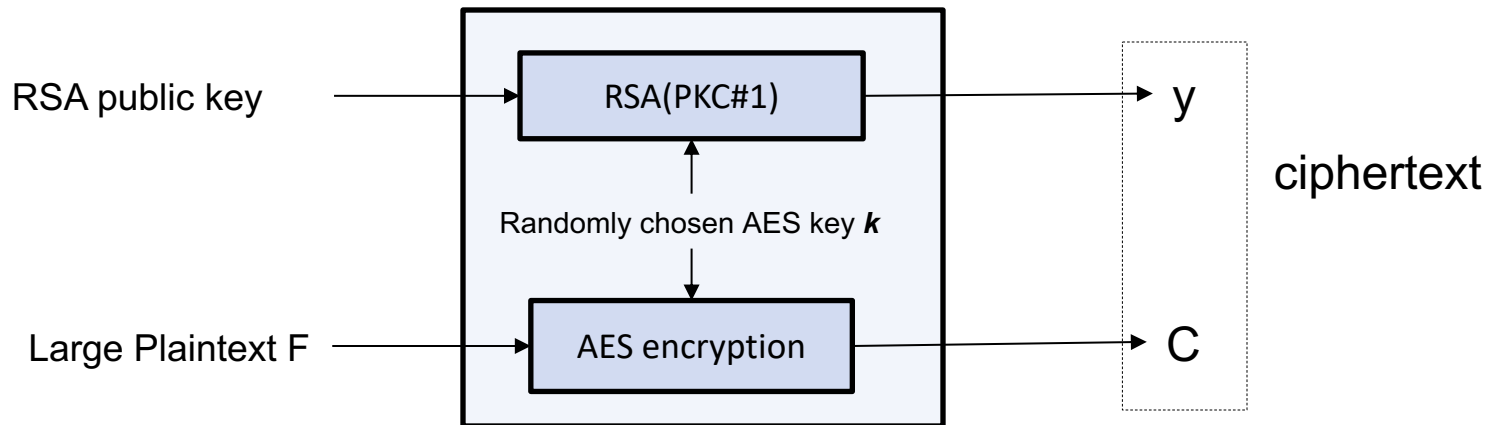 RSA public key
RSA(PKC#1)
y
ciphertext
Randomly chosen AES key k
Large Plaintext F
AES encryption
C